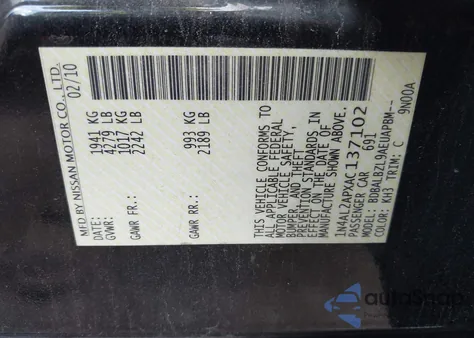 MFD BY NISSAN MOTOR CO., LTD.
02/10
GVWR: 1941 KG
4279 LB
GAWR FR.: 1017 KG
2242 LB
GAWR RR.: 993 KG
2189 LB
THIS VEHICLE CONFORMS TO
ALL APPLICABLE FEDERAL
MOTOR VEHICLE SAFETY,
BUMPER, AND THEFT
PREVENTION STANDARDS IN
EFFECT ON THE DATE OF
MANUFACTURE SHOWN ABOVE.
1N4AL2APXAC137102
PASSENGER CAR 691
MODEL: BDBALBZL9AEUAPBM--
COLOR: KH3 TRIM: C 9N00A
autoSnap